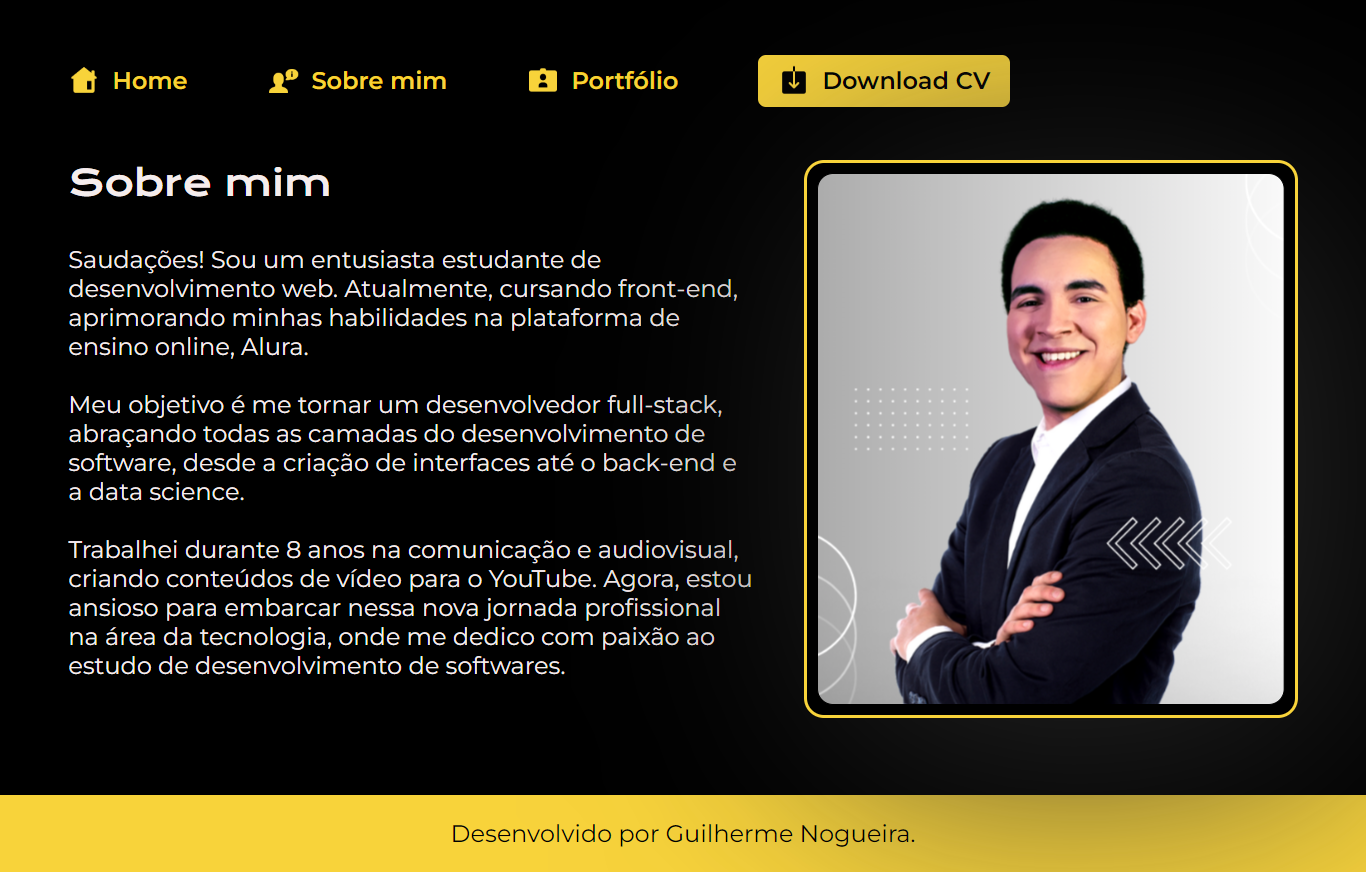 Home
Sobre mim
Portfólio
Download CV
Sobre mim
Saudações! Sou um entusiasta estudante de
desenvolvimento web. Atualmente, cursando front-end,
aprimorando minhas habilidades na plataforma de
ensino online, Alura.
Meu objetivo é me tornar um desenvolvedor full-stack,
abraçando todas as camadas do desenvolvimento de
software, desde a criação de interfaces até o back-end e
a data science.
Trabalhei durante 8 anos na comunicação e audiovisual,
criando conteúdos de vídeo para o YouTube. Agora, estou
ansioso para embarcar nessa nova jornada profissional
na área da tecnologia, onde me dedico com paixão ao
estudo de desenvolvimento de softwares.
Desenvolvido por Guilherme Nogueira.